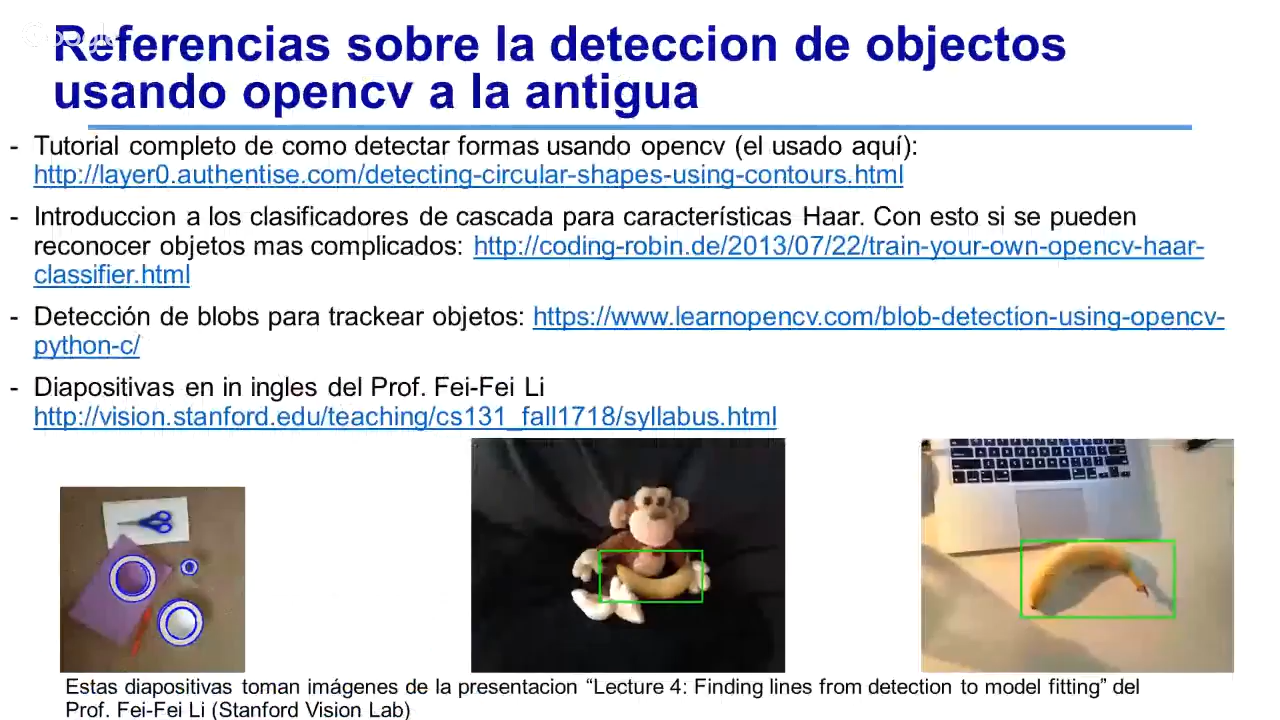 Google
Referencias sobre la deteccion de objectos
usando opencv a la antigua
- Tutorial completo de como detectar formas usando opencv (el usado aquí):
http://layer0.authentise.com/detecting-circular-shapes-using-contours.html
- Introduccion a los clasificadores de cascada para características Haar. Con esto si se pueden
reconocer objetos mas complicados: http://coding-robin.de/2013/07/22/train-your-own-opencv-haar-
classifier.html
- Detección de blobs para trackear objetos: https://www.learnopencv.com/blob-detection-using-opencv-
python-c/
- Diapositivas en in ingles del Prof. Fei-Fei Li
http://vision.stanford.edu/teaching/cs131_fall1718/syllabus.html
Estas diapositivas toman imágenes de la presentacion “Lecture 4: Finding lines from detection to model fitting” del
Prof. Fei-Fei Li (Stanford Vision Lab)